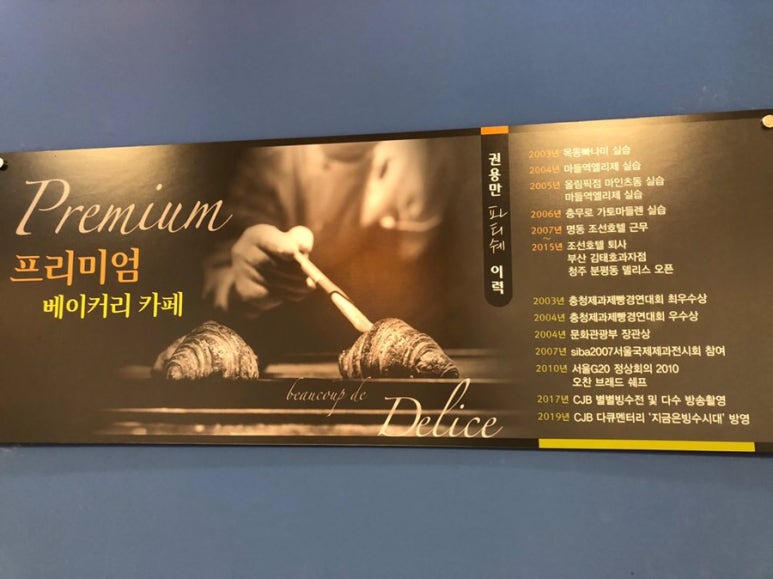 Premium
프리미엄
베이커리 카페
beaucoup de
Delice
권용만 파티쉐 이력
2003년 목동빠나미 실습
2004년 마들역엘리제 실습
2005년 올림픽점 마인츠돔 실습
마들역엘리제 실습
2006년 충무로 가토마들렌 실습
2007년 명동 조선호텔 근무
~
2015년 조선호텔 퇴사
부산 김태호과자점
청주 분평동 델리스 오픈
2003년 충청제과제빵경연대회 최우수상
2004년 충청제과제빵경연대회 우수상
2004년 문화관광부 장관상
2007년 siba2007서울국제제과전시회 참여
2010년 서울G20 정상회의 2010
오찬 브래드 쉐프
2017년 CJB 별별빙수전 및 다수 방송촬영
2019년 CJB 다큐멘터리 '지금은빙수시대' 방영